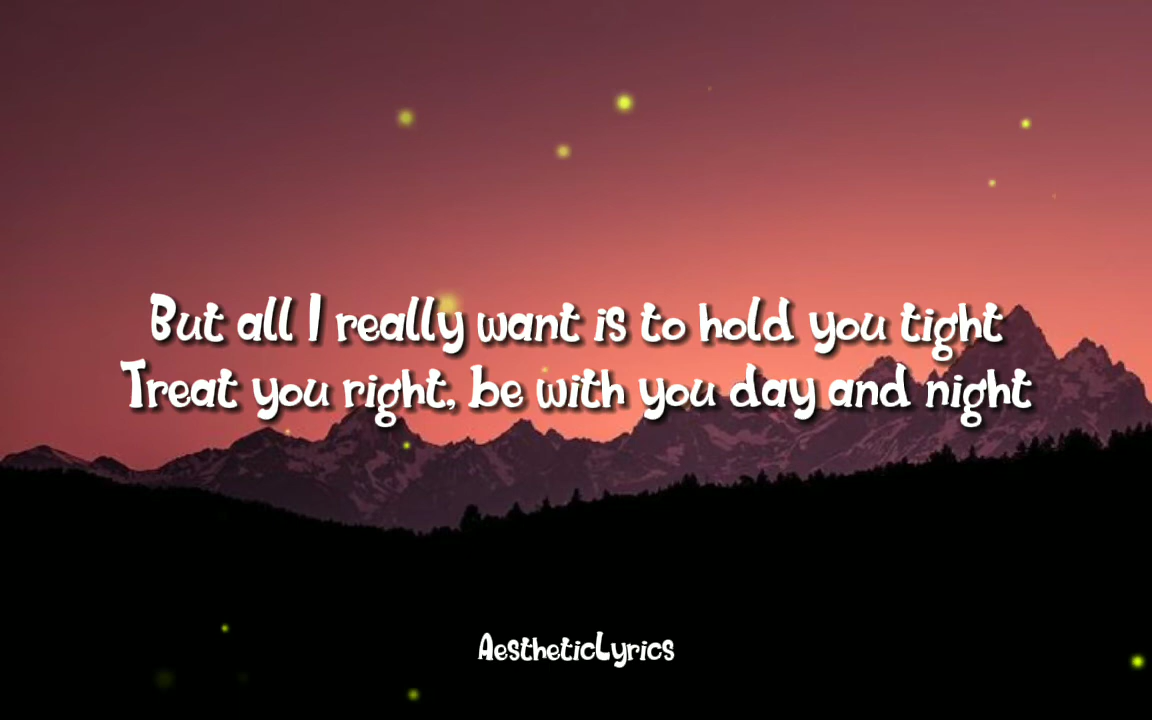 But all I really want is to hold you tight
Treat you right, be with you day and night
AestheticLyrics